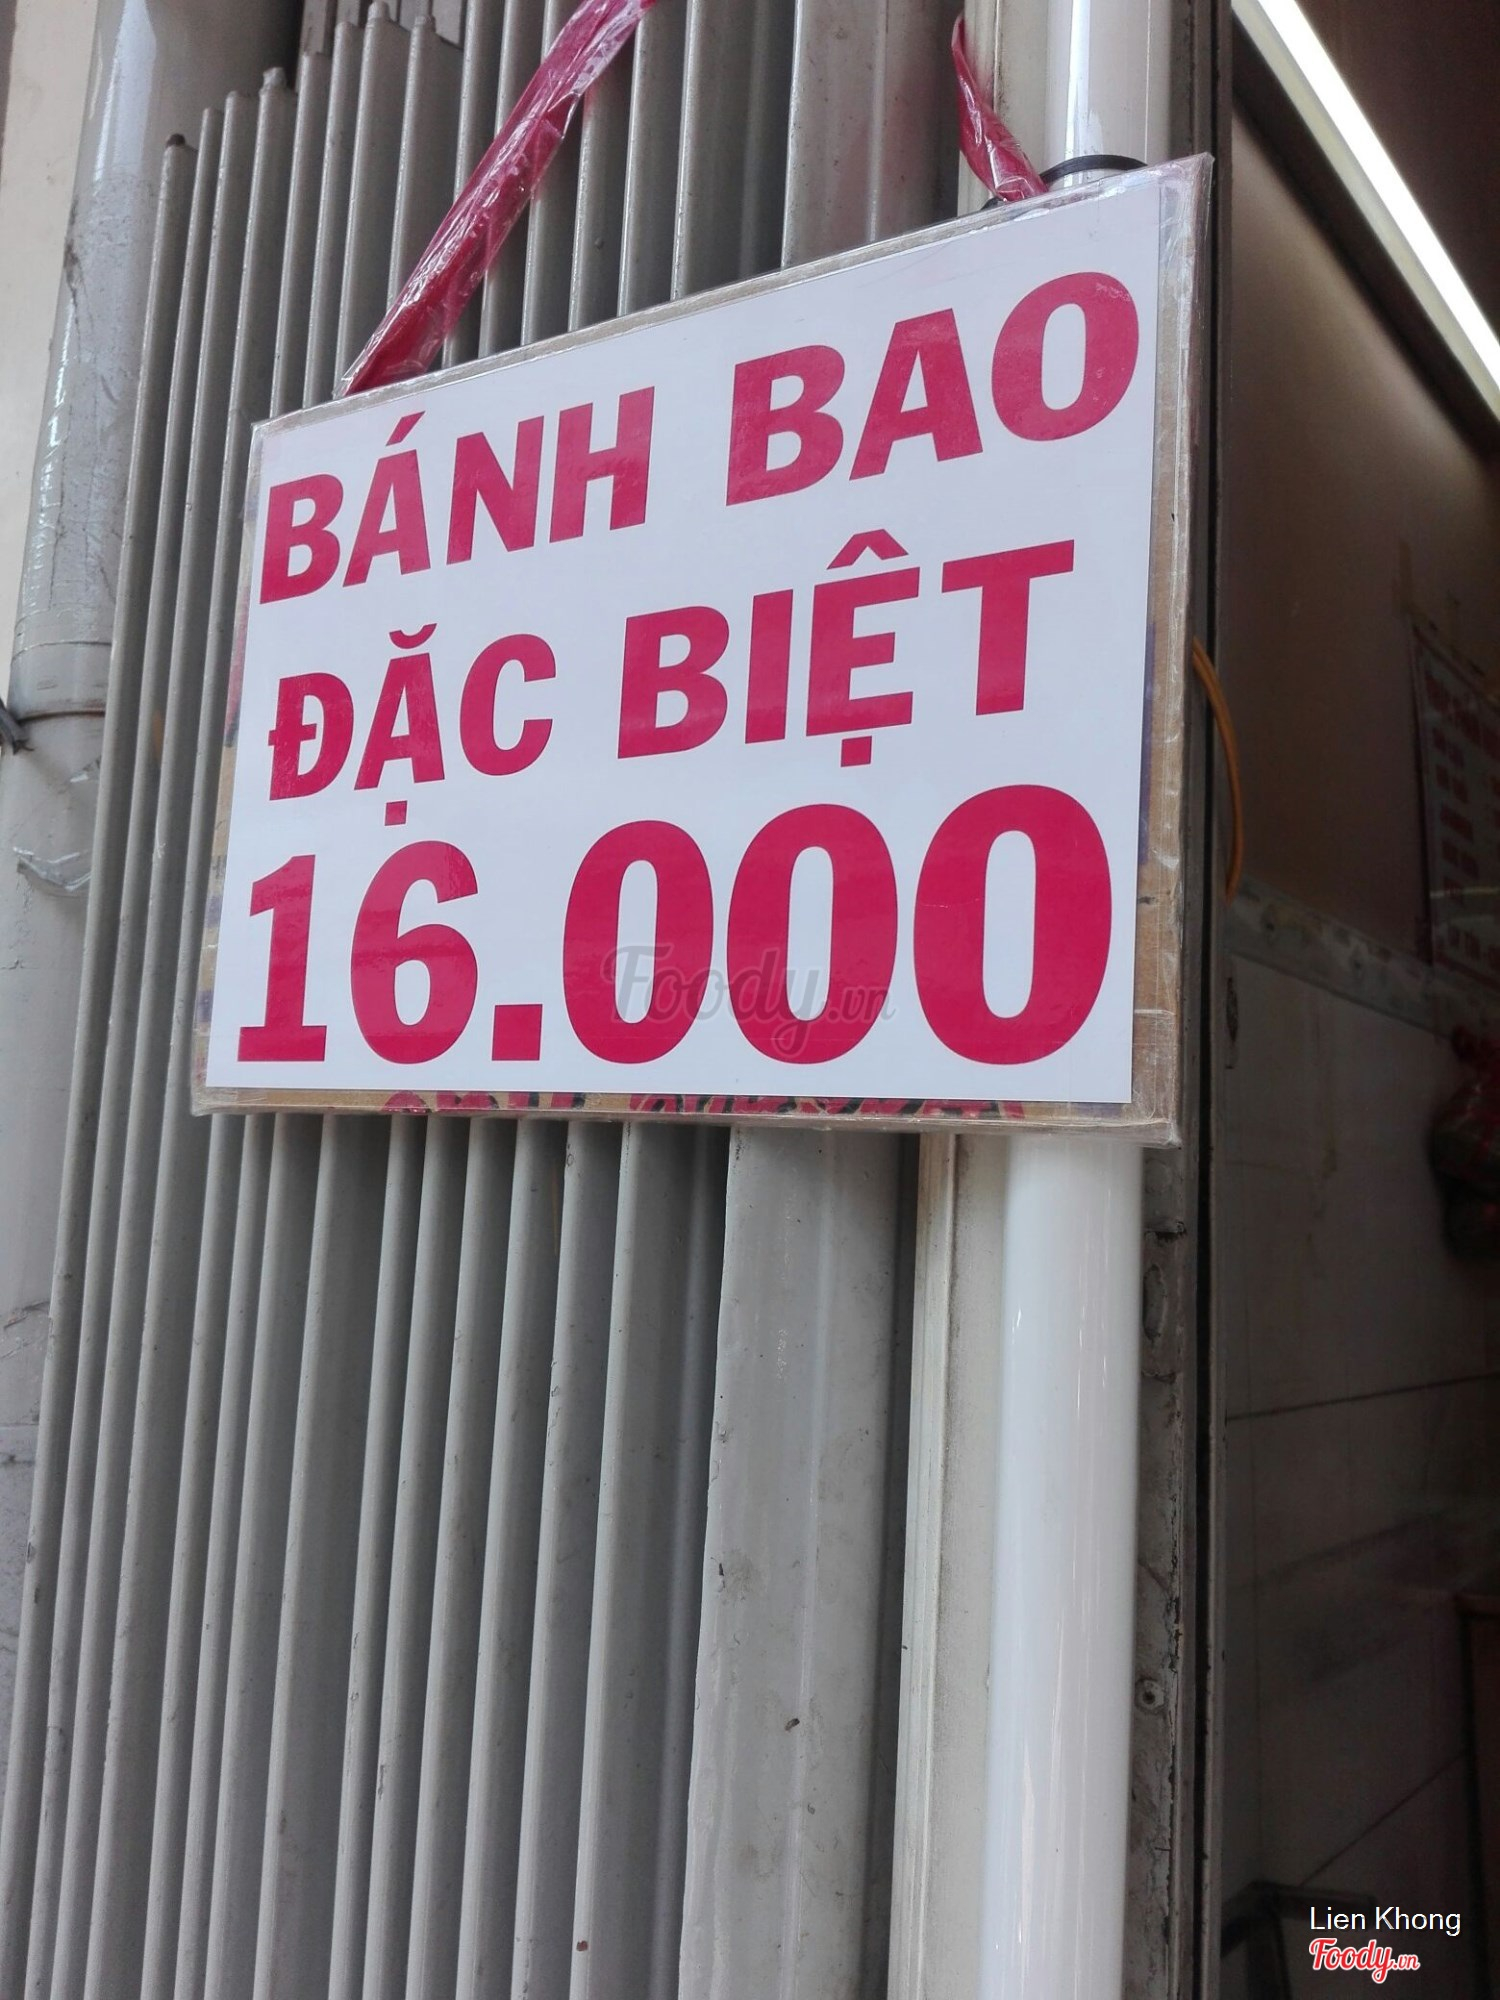 BÁNH BAO
ĐẶC BIỆT
16.000
Foody.vn
Lien Khong
Foody.vn